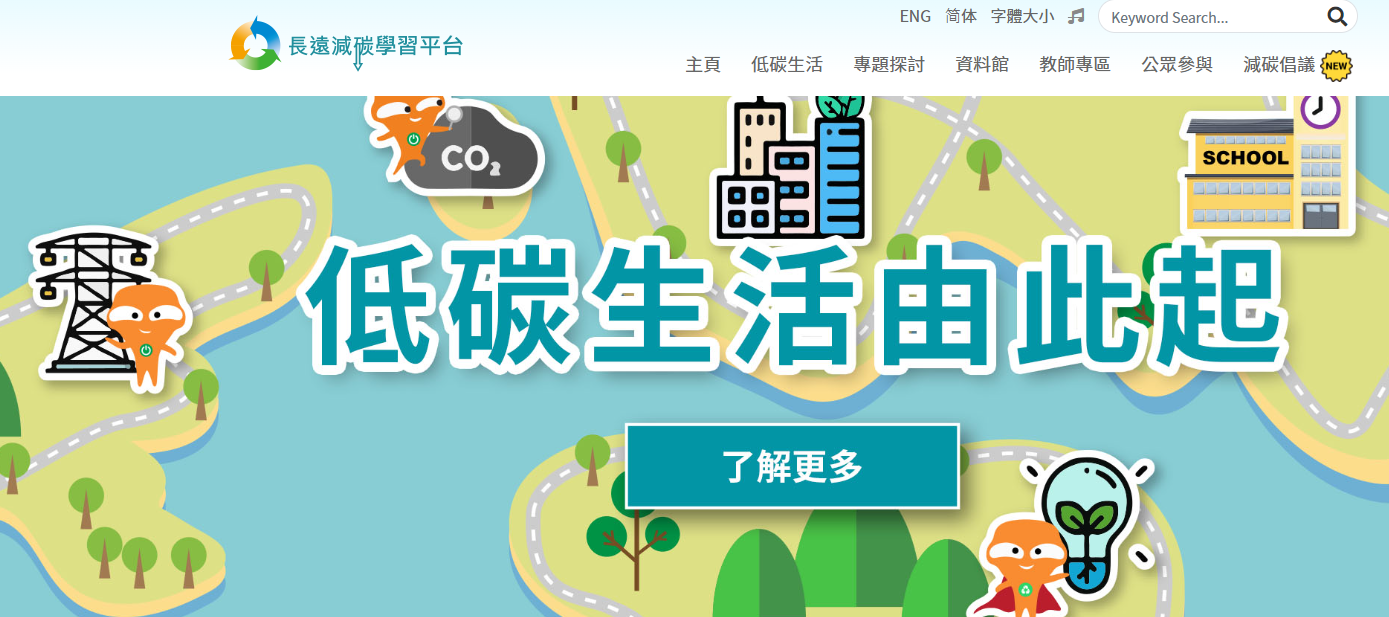 ENG 简体 字體大小 Keyword Search...
長遠減碳學習平台
主頁 低碳生活 專題探討 資料館 教師專區 公眾參與 減碳倡議 NEW
CO₂
SCHOOL
低碳生活由此起
了解更多